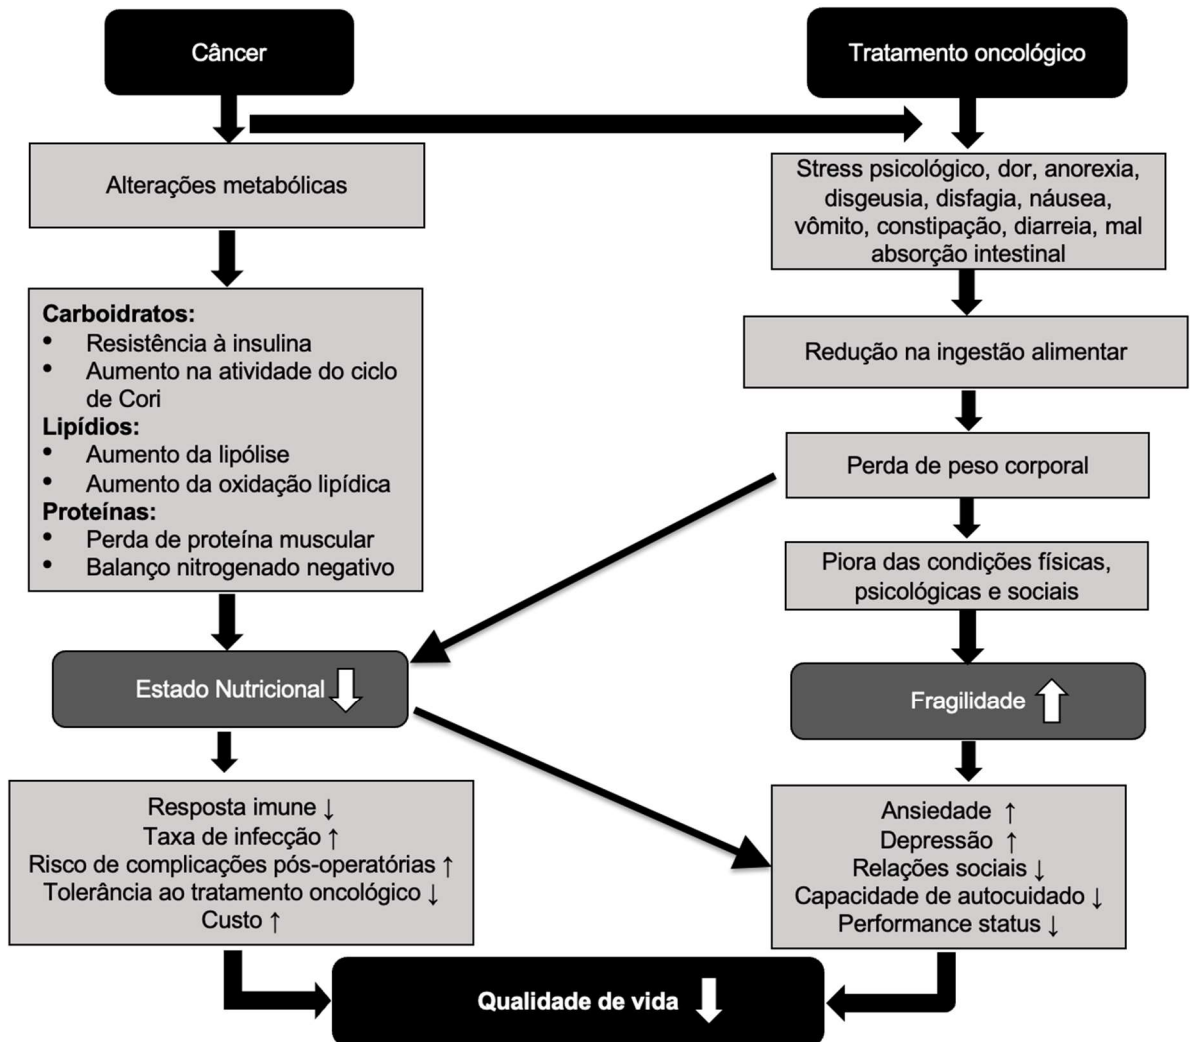 Câncer
Tratamento oncológico
Alterações metabólicas
Stress psicológico, dor, anorexia,
disgeusia, disfagia, náusea,
vômito, constipação, diarreia, mal
absorção intestinal
Carboidratos:
• Resistência à insulina
• Aumento na atividade do ciclo
de Cori
Lipídios:
• Aumento da lipólise
• Aumento da oxidação lipídica
Proteínas:
• Perda de proteína muscular
• Balanço nitrogenado negativo
Redução na ingestão alimentar
Perda de peso corporal
Piora das condições físicas,
psicológicas e sociais
Estado Nutricional
Fragilidade
Resposta imune ↓
Taxa de infecção ↑
Risco de complicações pós-operatórias ↑
Tolerância ao tratamento oncológico ↓
Custo ↑
Ansiedade ↑
Depressão ↑
Relações sociais ↓
Capacidade de autocuidado ↓
Performance status ↓
Qualidade de vida